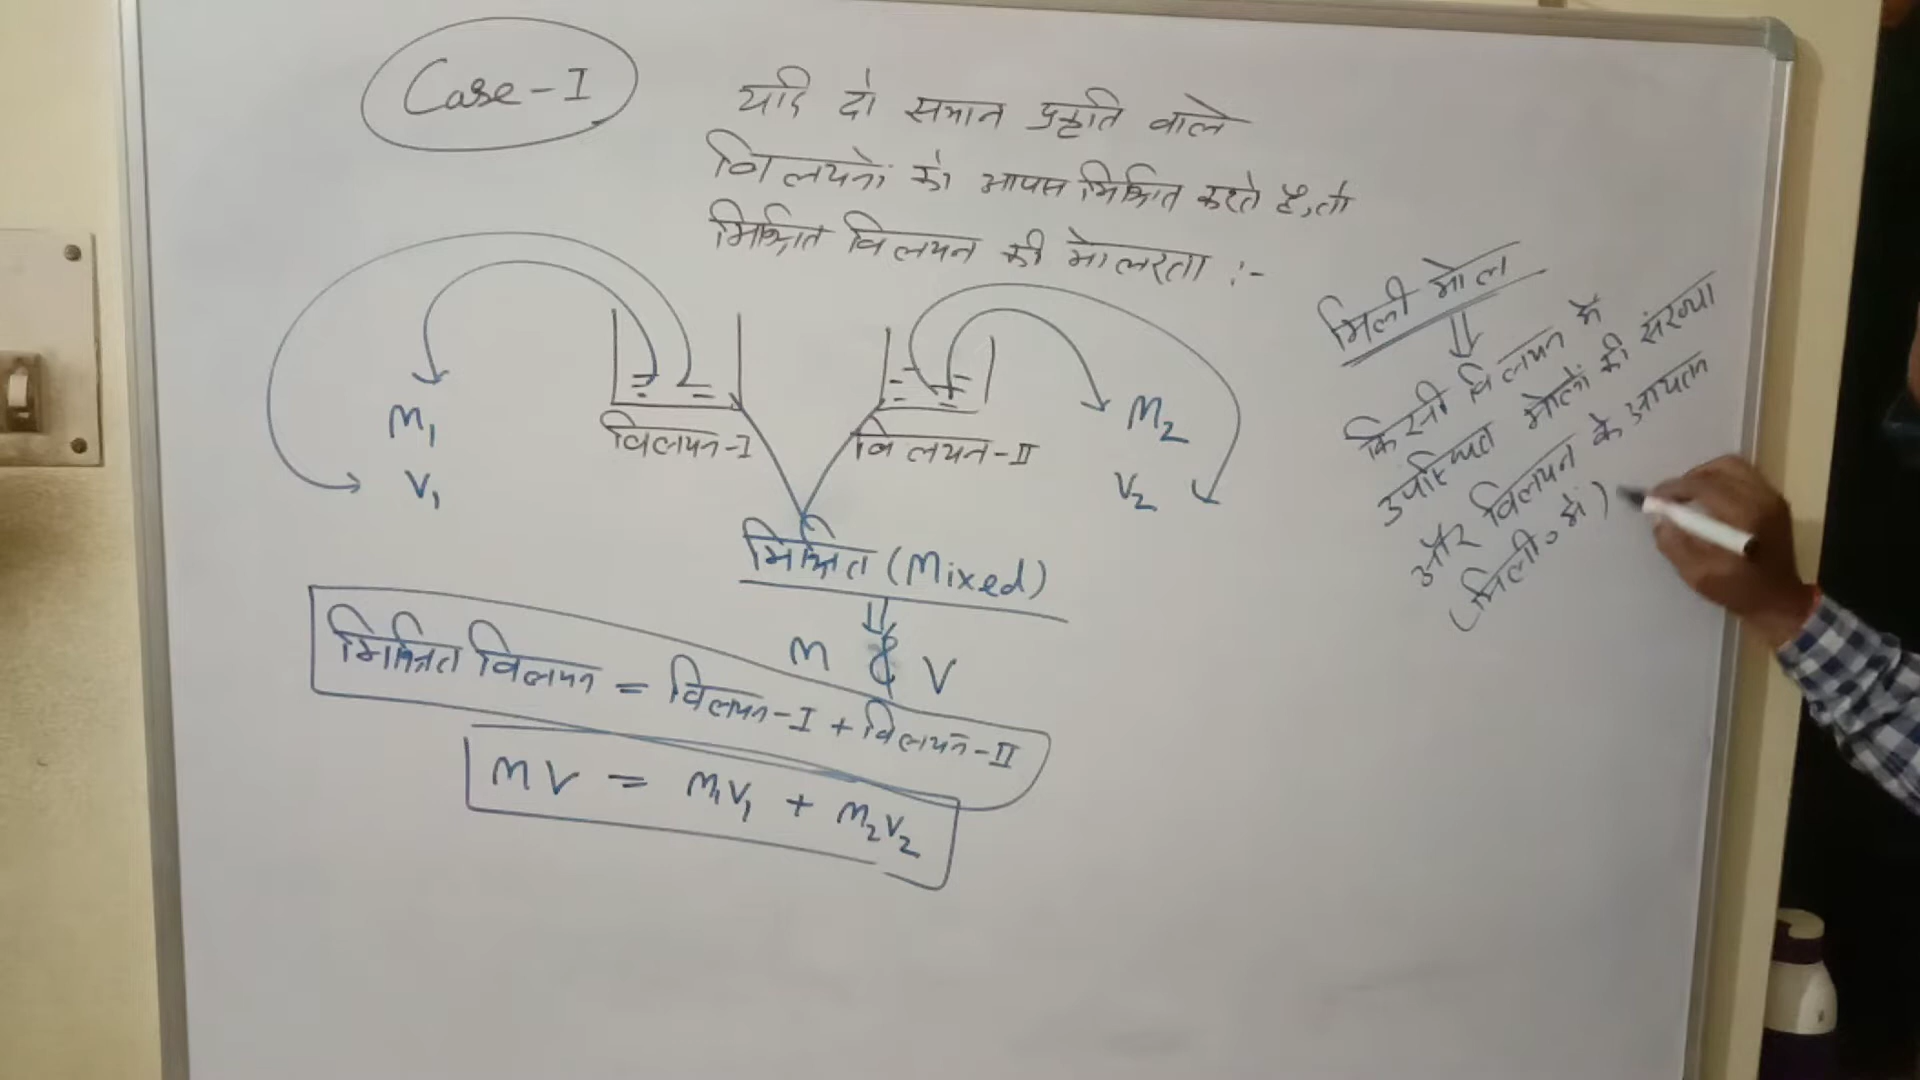 Case-I
यदि दो समान प्रकृति वाले
विलयनों को आपस मिश्रित करते है, तो
मिश्रित विलयन की मोलरता :-
M₁
V₁
विलयन-I
विलयन-II
M₂
V₂
मिश्रित (Mixed)
M & V
मिश्रित विलयन = विलयन-I + विलयन-II
MV = M₁V₁ + M₂V₂
मिली मोल
किसी विलयन में
उपस्थित मोलों की संख्या
और विलयन के आयतन
(मिली० में)